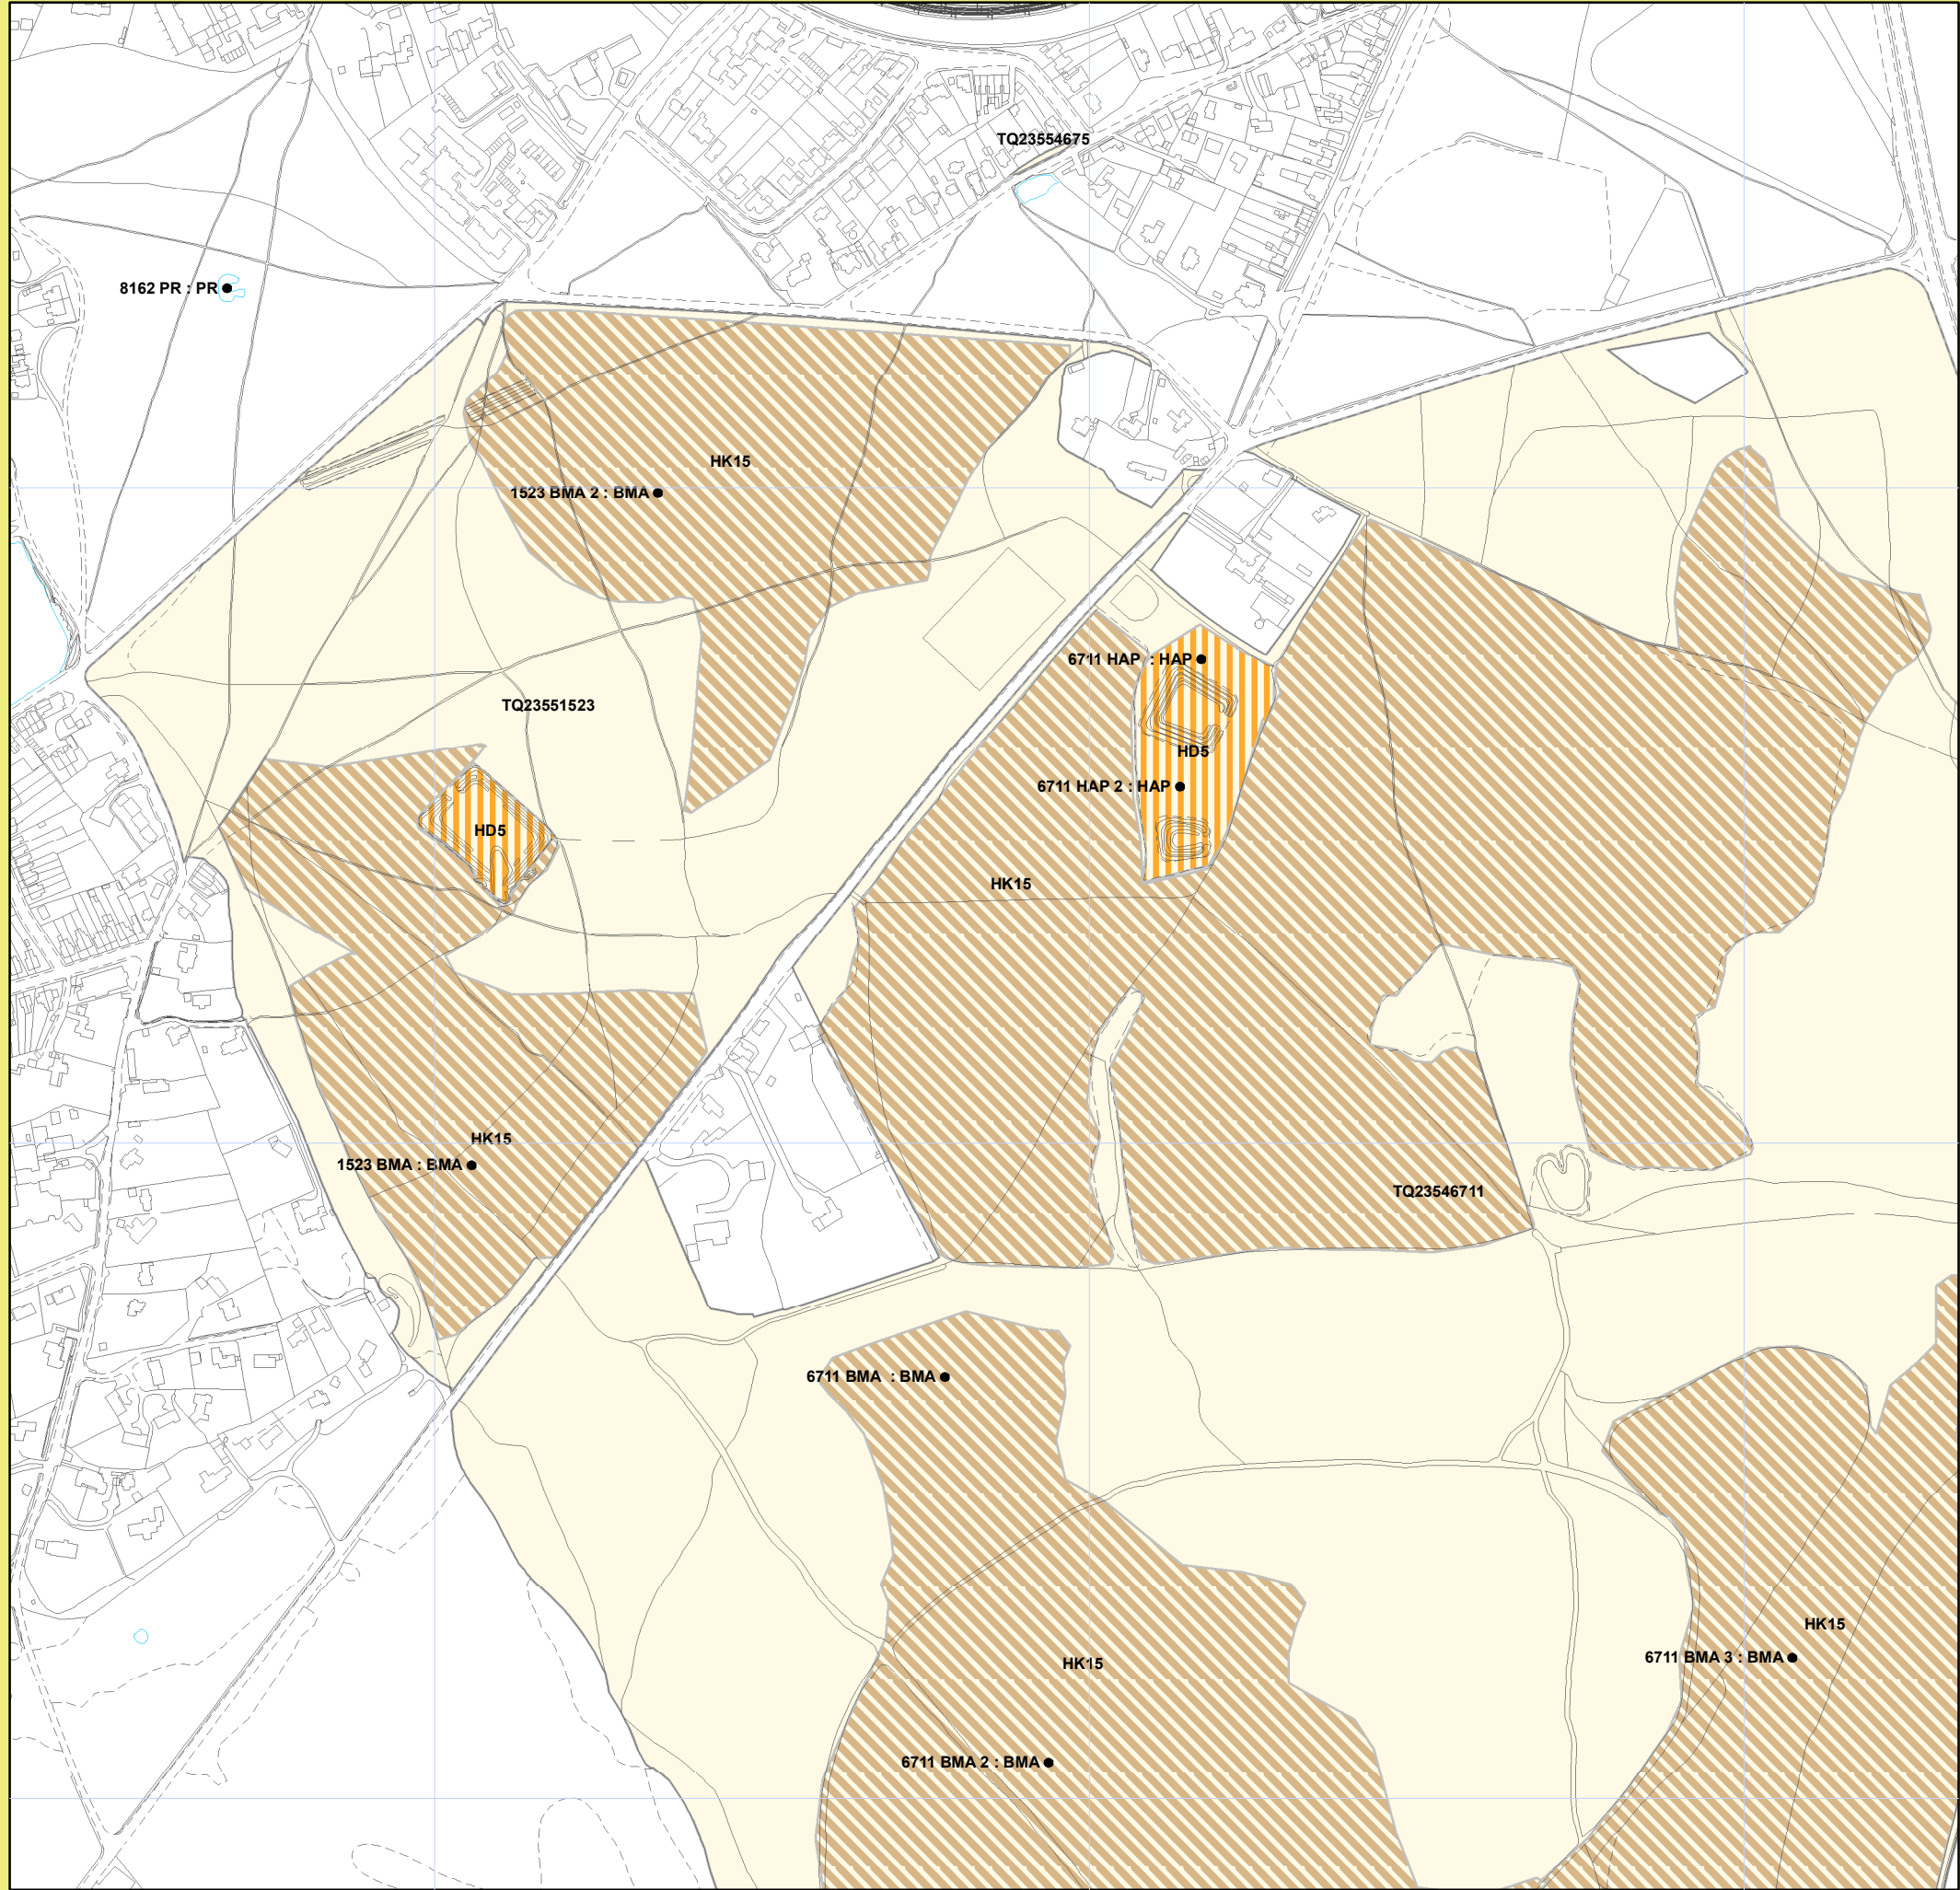 TQ23554675
8162 PR : PR
HK15
1523 BMA 2 : BMA
6711 HAP : HAP
TQ23551523
HD5
6711 HAP 2 : HAP
HD5
HK15
HK15
1523 BMA : BMA
TQ23546711
6711 BMA : BMA
HK15
6711 BMA 3 : BMA
HK15
6711 BMA 2 : BMA